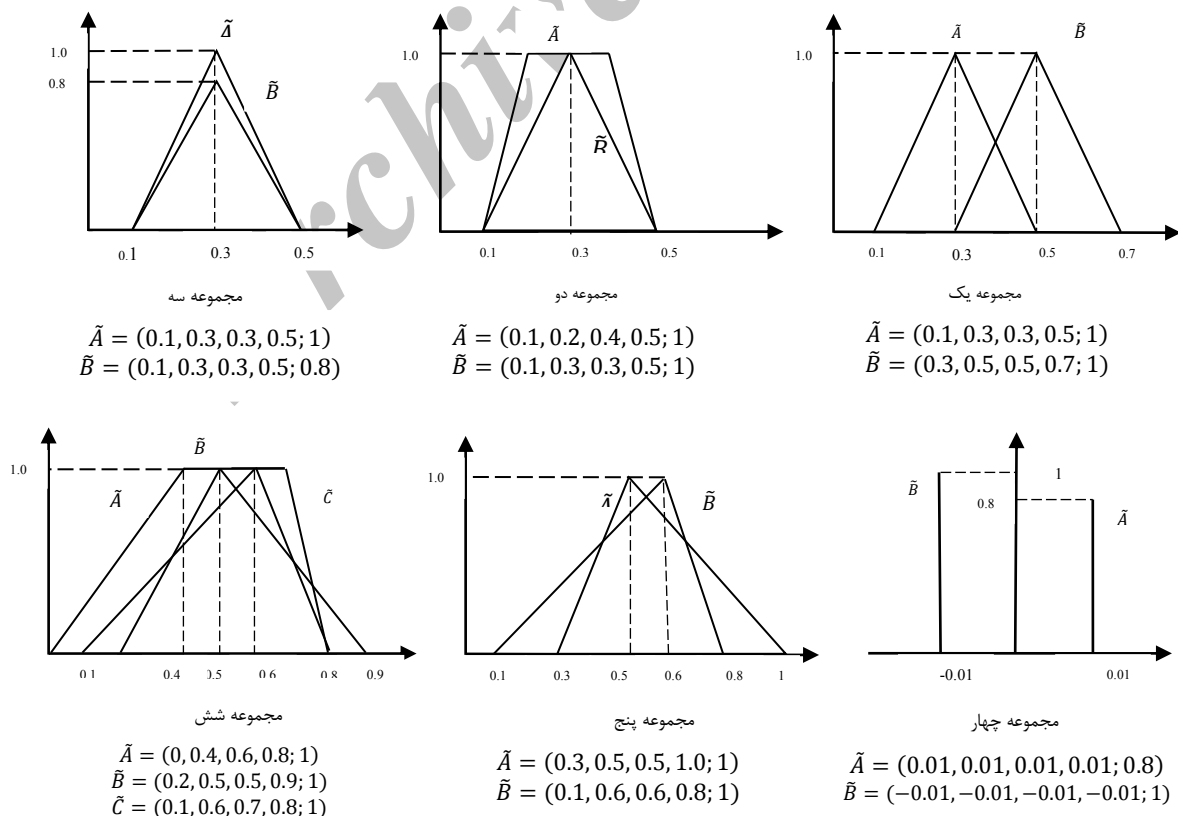 Ã
1.0
0.8
B̃
0.1 0.3 0.5
مجموعه سه
Ã = (0.1, 0.3, 0.3, 0.5; 1)
B̃ = (0.1, 0.3, 0.3, 0.5; 0.8)
Ã
1.0
B̃
0.1 0.3 0.5
مجموعه دو
Ã = (0.1, 0.2, 0.4, 0.5; 1)
B̃ = (0.1, 0.3, 0.3, 0.5; 1)
Ã B̃
1.0
0.1 0.3 0.5 0.7
مجموعه یک
Ã = (0.1, 0.3, 0.3, 0.5; 1)
B̃ = (0.3, 0.5, 0.5, 0.7; 1)
B̃
1.0
Ã C̃
0.1 0.4 0.5 0.6 0.8 0.9
مجموعه شش
Ã = (0, 0.4, 0.6, 0.8; 1)
B̃ = (0.2, 0.5, 0.5, 0.9; 1)
C̃ = (0.1, 0.6, 0.7, 0.8; 1)
1.0
Ã B̃
0.1 0.3 0.5 0.6 0.8 1
مجموعه پنج
Ã = (0.3, 0.5, 0.5, 1.0; 1)
B̃ = (0.1, 0.6, 0.6, 0.8; 1)
B̃ 1
0.8 Ã
-0.01 0.01
مجموعه چهار
Ã = (0.01, 0.01, 0.01, 0.01; 0.8)
B̃ = (−0.01, −0.01, −0.01, −0.01; 1)